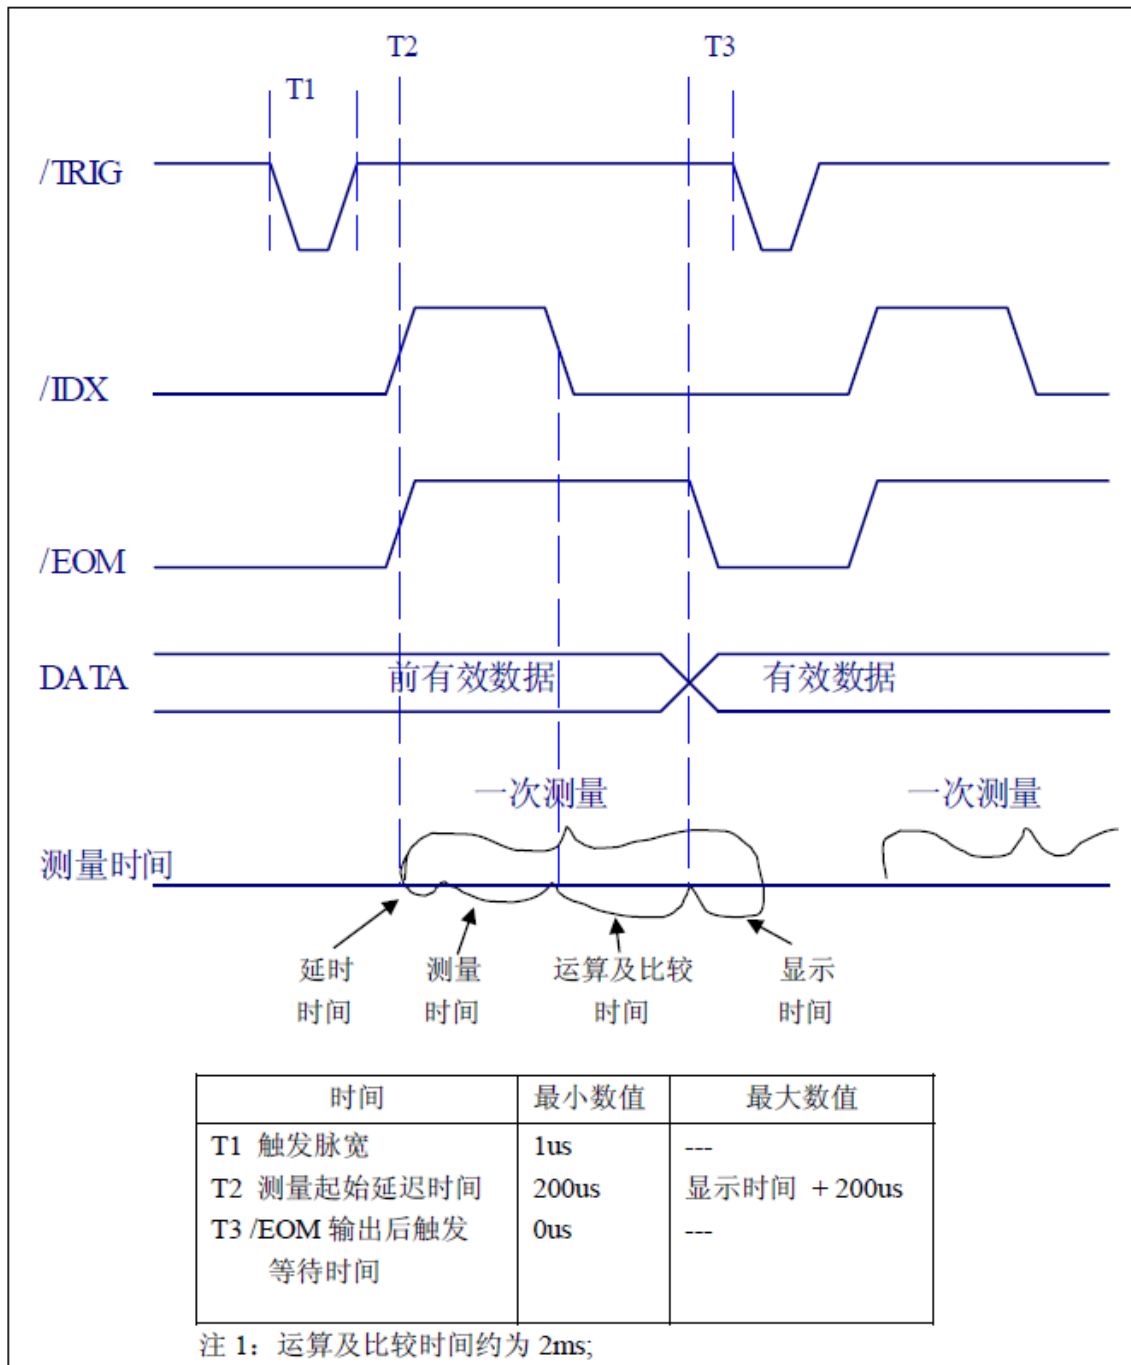 T2 T3
T1
/TRIG
/IDX
/EOM
DATA 前有效数据 有效数据
一次测量 一次测量
测量时间
延时 测量 运算及比较 显示
时间 时间 时间 时间
时间 最小数值 最大数值
T1 触发脉宽 1us ---
T2 测量起始延迟时间 200us 显示时间 + 200us
T3 /EOM 输出后触发 0us ---
等待时间
注 1：运算及比较时间约为 2ms;